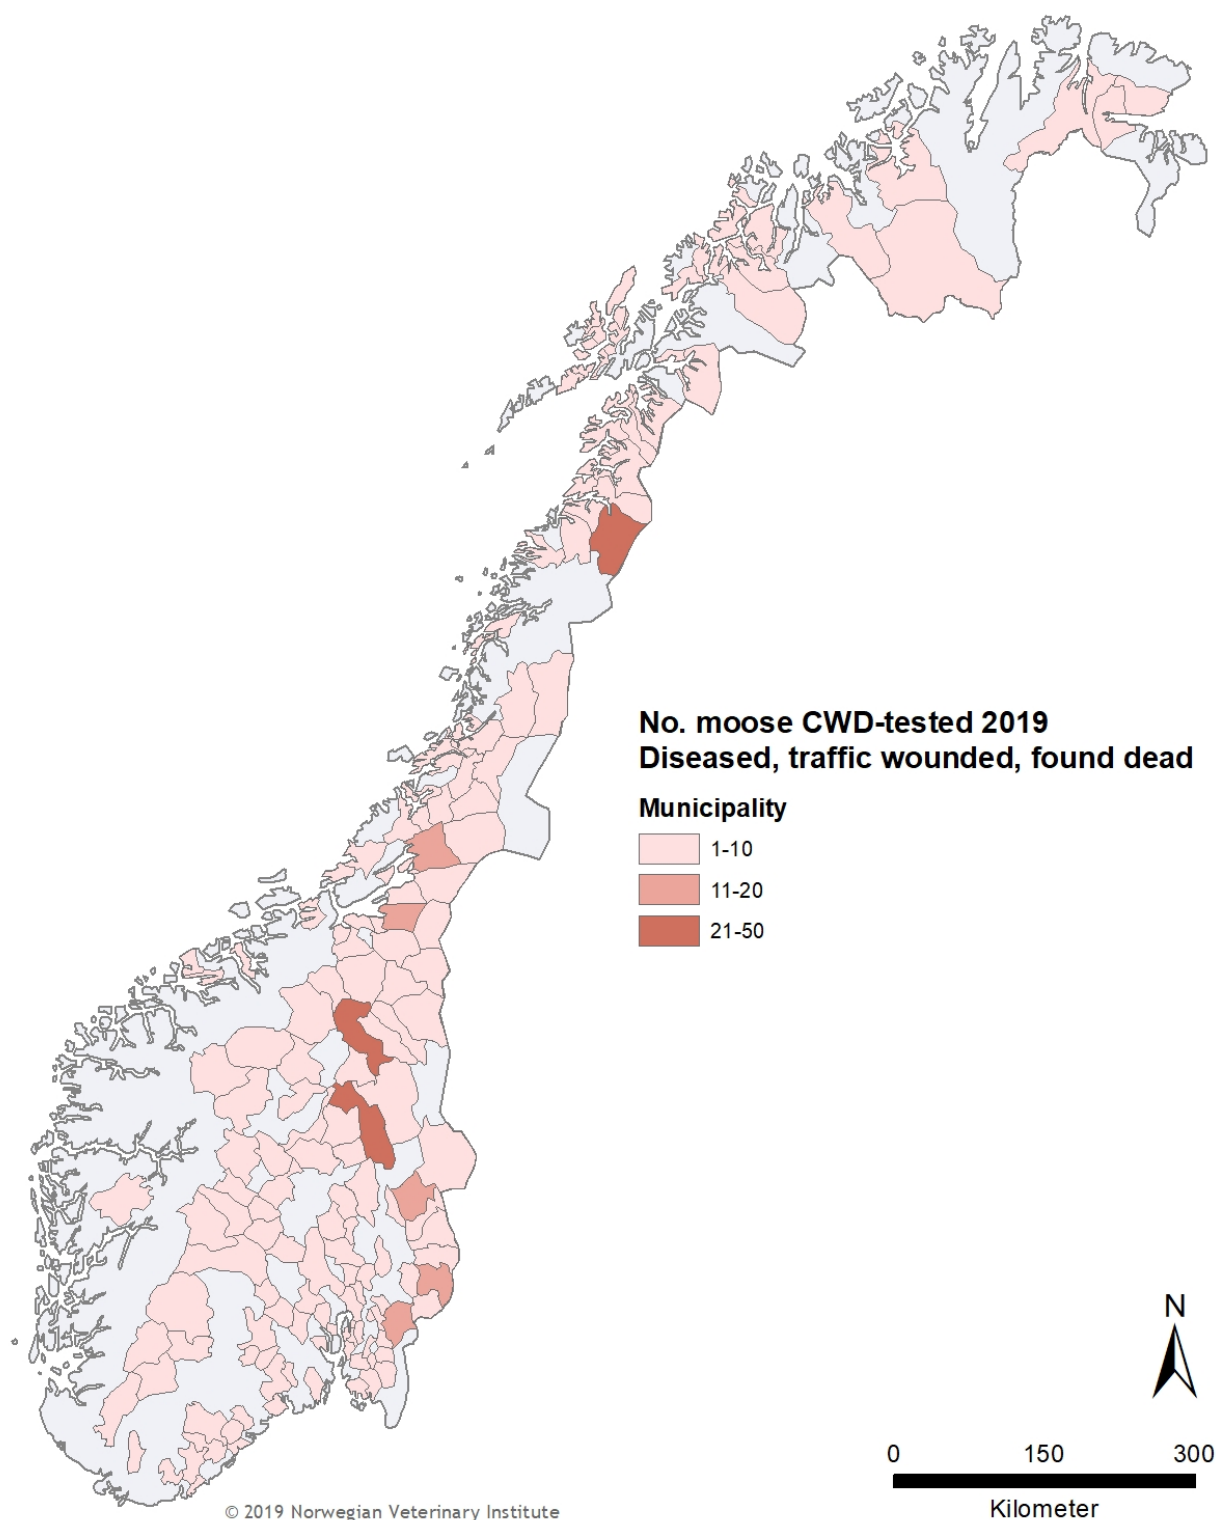 No. moose CWD-tested 2019
Diseased, traffic wounded, found dead
Municipality
1-10
11-20
21-50
N
0 150 300
Kilometer
© 2019 Norwegian Veterinary Institute